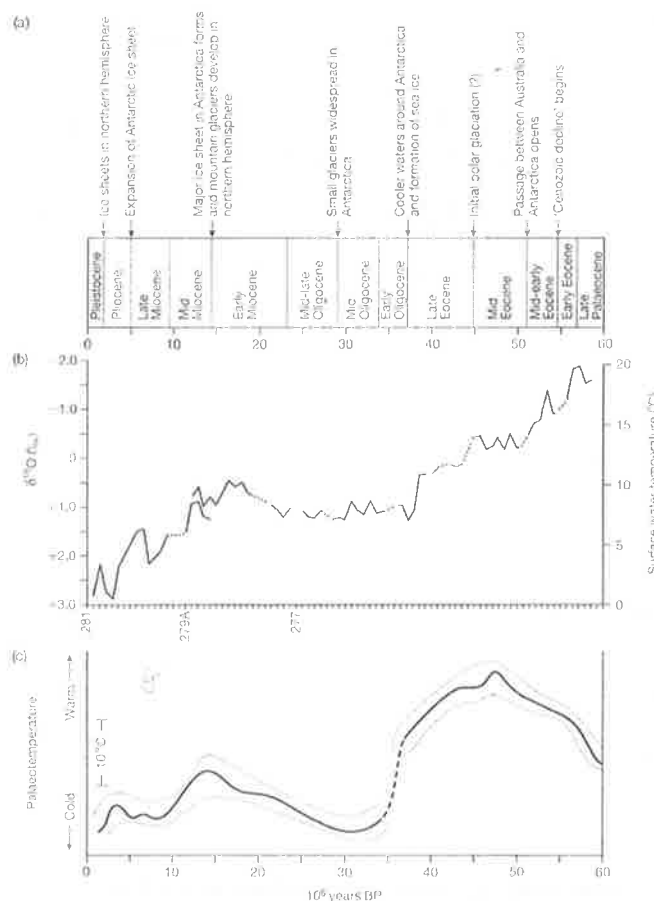 (a)
Ice sheets in northern hemisphere
Expansion of Antarctic ice sheet
Major ice sheet in Antarctica forms
and mountain glaciers develop in
northern hemisphere
Small glaciers widespread in
Antarctica
Cooler waters around Antarctica
and formation of sea ice
Initial polar glaciation (?)
Passage between Australia and
Antarctica opens
'Cenozoic decline' begins
Pleistocene
Pliocene
Late
Miocene
Mid
Miocene
Early
Miocene
Mid-late
Oligocene
Mid
Oligocene
Early
Oligocene
Late
Eocene
Mid
Eocene
Mid-early
Eocene
Early Eocene
Late
Palaeocene
0 10 20 30 40 50 60
(b)
2.0
1.0
0
+1.0
+2.0
+3.0
δ18O (‰)
20
15
10
5
0
Surface water temperature (°C)
281
279A
277
(c)
Palaeotemperature
Warm
Cold
10°C
0 10 20 30 40 50 60
10⁶ years BP